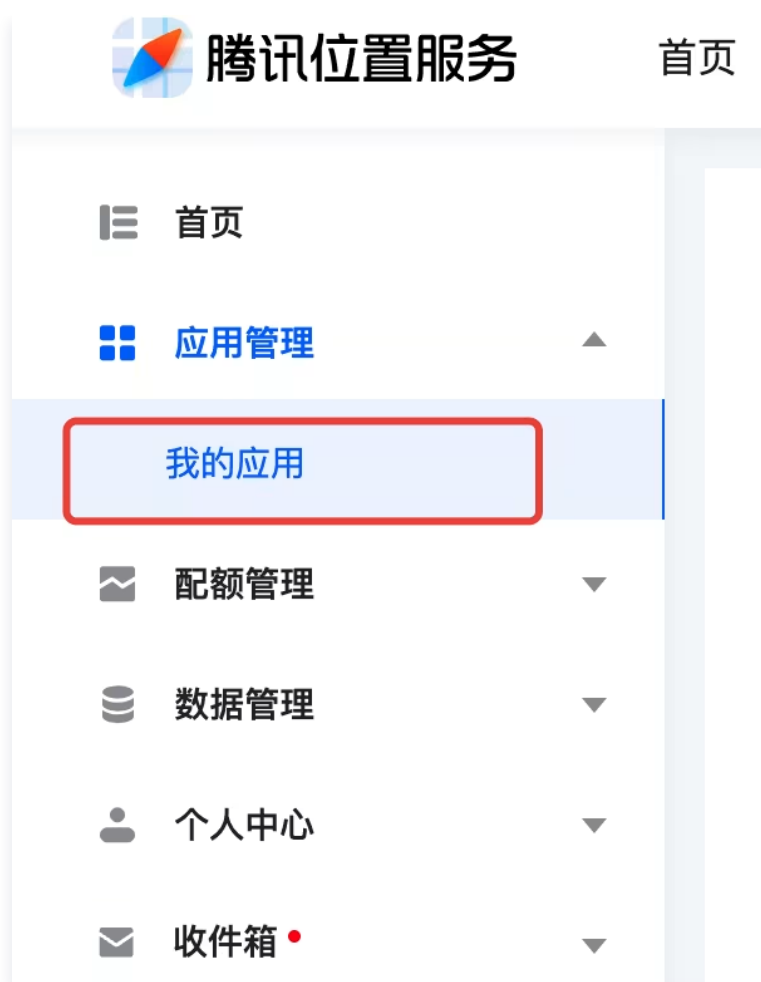 腾讯位置服务 首页
首页
应用管理
我的应用
配额管理
数据管理
个人中心
收件箱